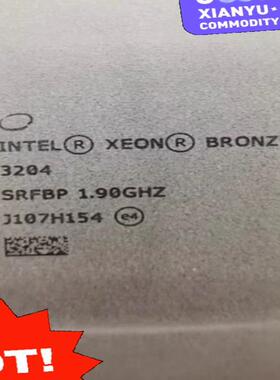 XIANYU
COMMODITY
INTEL® XEON® BRONZ
3204
SRFBP 1.90GHZ
J107H154 e4
OT!